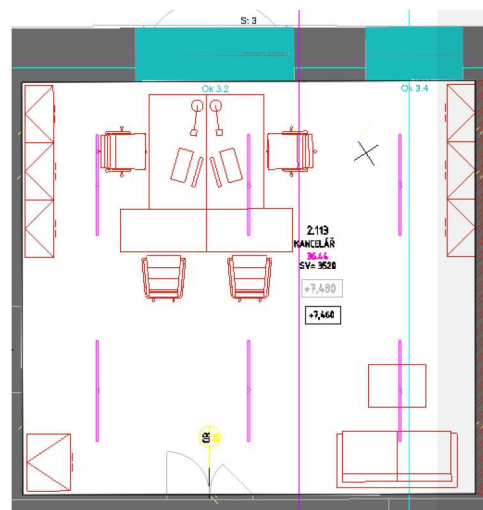 S: 3
Ok 3.2
Ok 3.4
2.113
KANCELÁŘ
36.44
SV= 3520
+7,480
+7,460